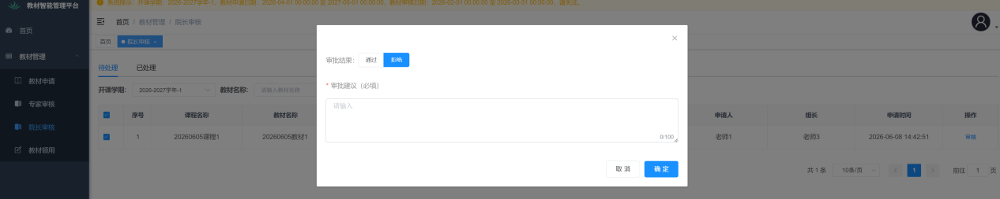 教材智能管理平台
系统提示：开课学期：2026-2027学年-1，教材申请日期：2026-04-01 00:00:00 至 2027-05-01 00:00:00，教材审核日期：2026-02-01 00:00:00 至 2026-03-31 00:00:00，请关注。
首页 / 教材管理 / 院长审核
首页
首页 院长审核 ×
教材管理
待处理 已处理
教材申请
开课学期： 2026-2027学年-1 教材名称： 请输入教材名称
专家审核
院长审核
教材领用
序号 课程名称 教材名称 申请人 组长 申请时间 操作
1 20260605课程1 20260605教材1 老师1 老师3 2026-06-08 14:42:51 审核
共 1 条 10条/页 1 前往 1 页
审批结果： 通过 拒绝
* 审批建议（必填）
请输入
0/100
取 消 确 定